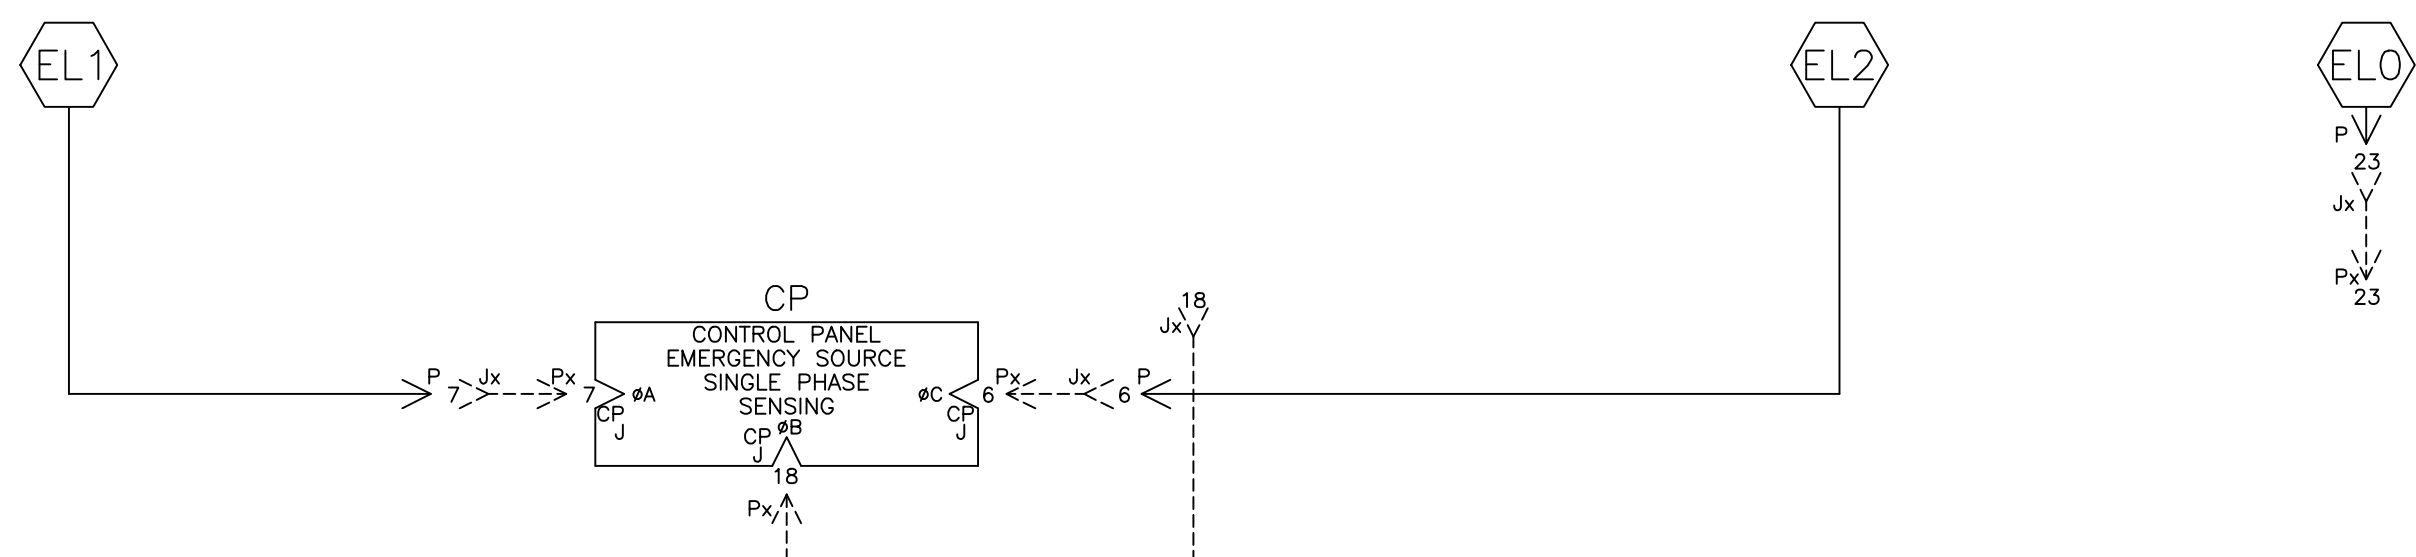 EL1
EL2
EL0
P
23
Jx
Px
23
CP
18
Jx
CONTROL PANEL
EMERGENCY SOURCE
SINGLE PHASE
SENSING
P
7
Jx
Px
7
øA
CP
J
øC
CP
J
6
Px
Jx
6
P
øB
CP
J
18
Px